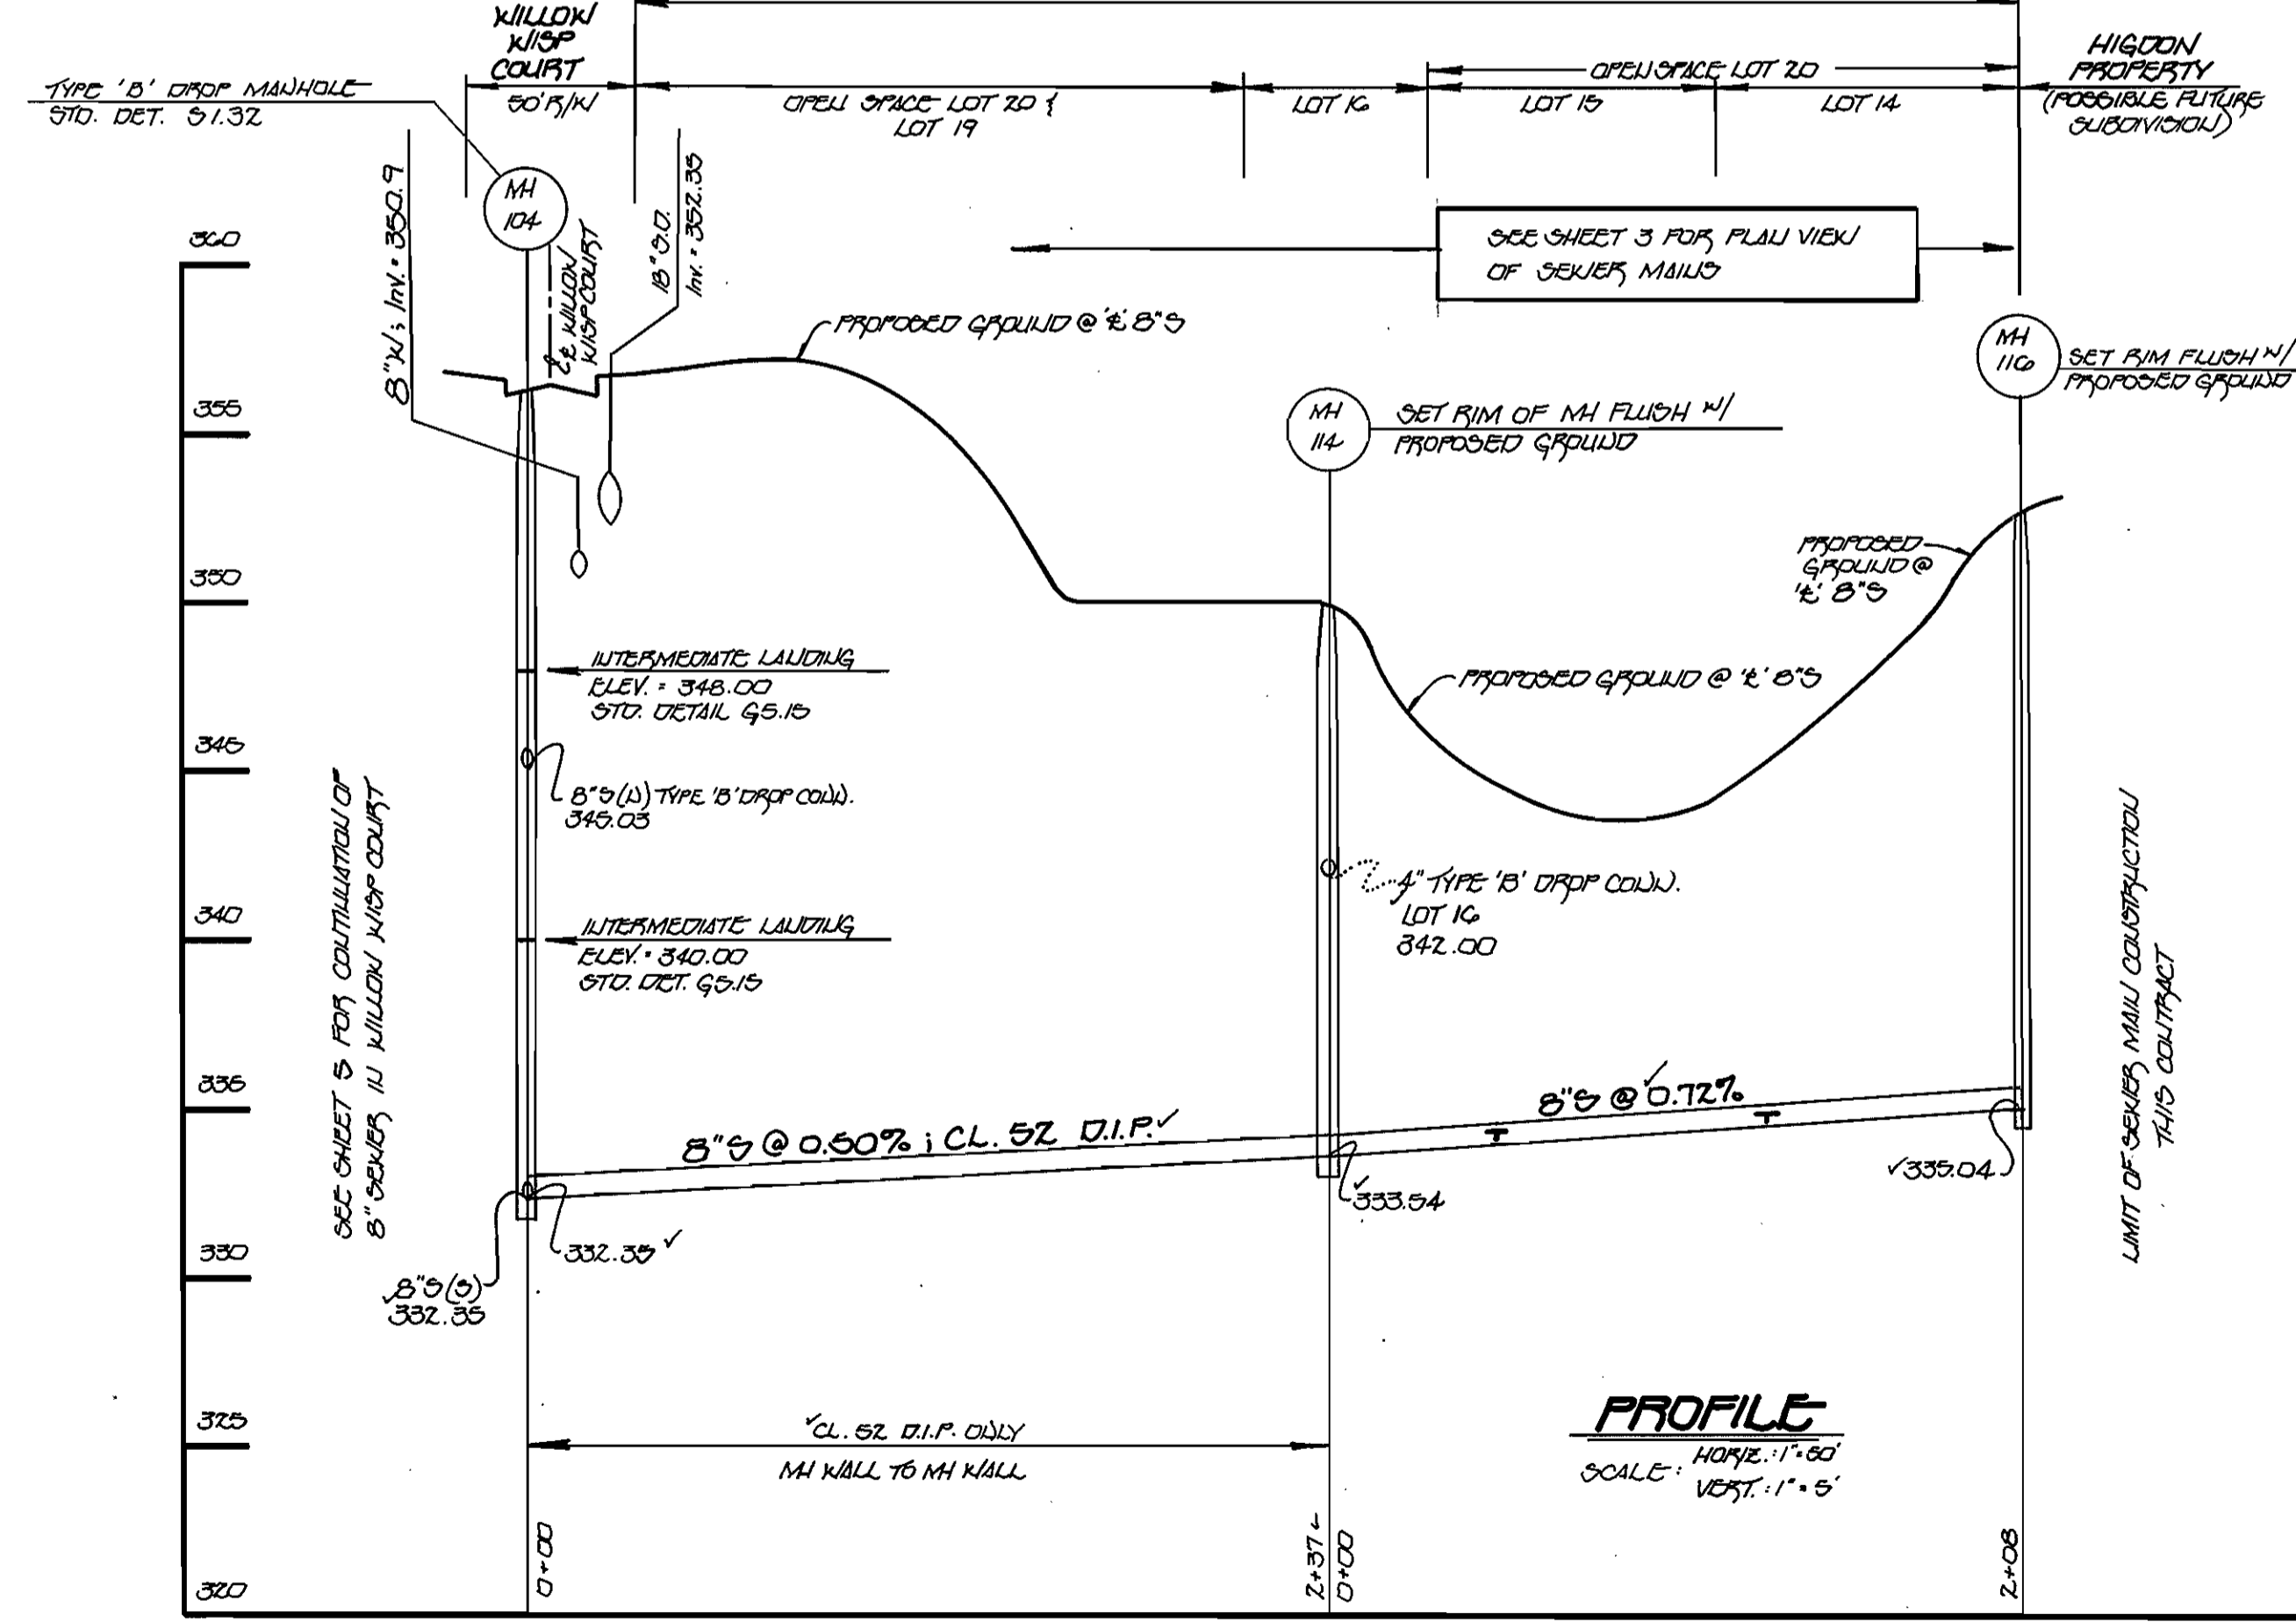 WILLOW
WISP
COURT
50' R/W
TYPE 'B' DROP MANHOLE
STD. DET. S1.32
OPEN SPACE LOT 20 &
LOT 19
LOT 16
OPEN SPACE LOT 20
LOT 15
LOT 14
HIGDON
PROPERTY
(POSSIBLE FUTURE
SUBDIVISION)
8" W; Inv. = 350.9
MH
104
℄ WILLOW
WISP COURT
18" S.D.
Inv. = 352.35
SEE SHEET 3 FOR PLAN VIEW
OF SEWER MAINS
PROPOSED GROUND @ '℄' 8"S
MH
116
SET RIM FLUSH W/
PROPOSED GROUND
MH
114
SET RIM OF MH FLUSH W/
PROPOSED GROUND
PROPOSED
GROUND @
'℄' 8"S
PROPOSED GROUND @ '℄' 8"S
INTERMEDIATE LANDING
ELEV. = 348.00
STD. DETAIL G5.15
8"S(N) TYPE 'B' DROP CONN.
345.03
4" TYPE 'B' DROP CONN.
LOT 16
342.00
INTERMEDIATE LANDING
ELEV. = 340.00
STD. DET. G5.15
SEE SHEET 5 FOR CONTINUATION OF
8" SEWER IN WILLOW WISP COURT
LIMIT OF SEWER MAIN CONSTRUCTION
THIS CONTRACT
8"S @ 0.50% ; CL. 52 D.I.P. ✓
8"S @ ✓0.72%
T
T
✓335.04
✓333.54
332.35 ✓
✓8"S(S)
332.35
✓CL. 52 D.I.P. ONLY
MH WALL TO MH WALL
PROFILE
SCALE: HORIZ.: 1"=50'
VERT.: 1"=5'
360
355
350
345
340
335
330
325
320
0+00
2+37 ✓
0+00
2+08